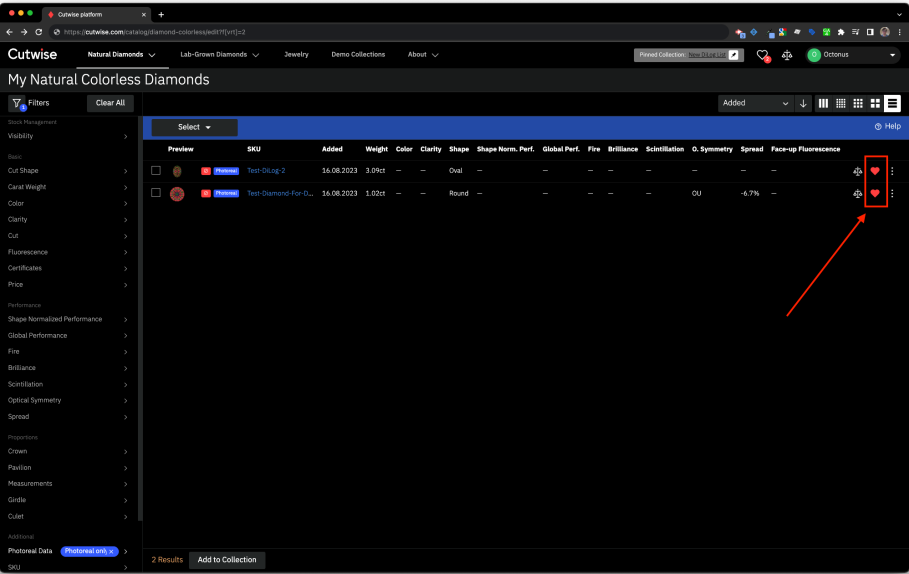 Cutwise platform
https://cutwise.com/catalog/diamond-colorless/edit?f[vrt]=2
Cutwise Natural Diamonds Lab-Grown Diamonds Jewelry Demo Collections About Pinned Collection: New DiLog List Octonus
My Natural Colorless Diamonds
Filters Clear All Added
Stock Management
Select Help
Visibility
Preview SKU Added Weight Color Clarity Shape Shape Norm. Perf. Global Perf. Fire Brilliance Scintillation O. Symmetry Spread Face-up Fluorescence
Basic
Cut Shape
Photoreal Test-DiLog-2 16.08.2023 3.09ct — — Oval — — — — — — — —
Carat Weight
Photoreal Test-Diamond-For-D... 16.08.2023 1.02ct — — Round — — — — — OU -6.7% —
Color
Clarity
Cut
Fluorescence
Certificates
Price
Performance
Shape Normalized Performance
Global Performance
Fire
Brilliance
Scintillation
Optical Symmetry
Spread
Proportions
Crown
Pavilion
Measurements
Girdle
Culet
Additional
Photoreal Data Photoreal only ×
2 Results Add to Collection
SKU